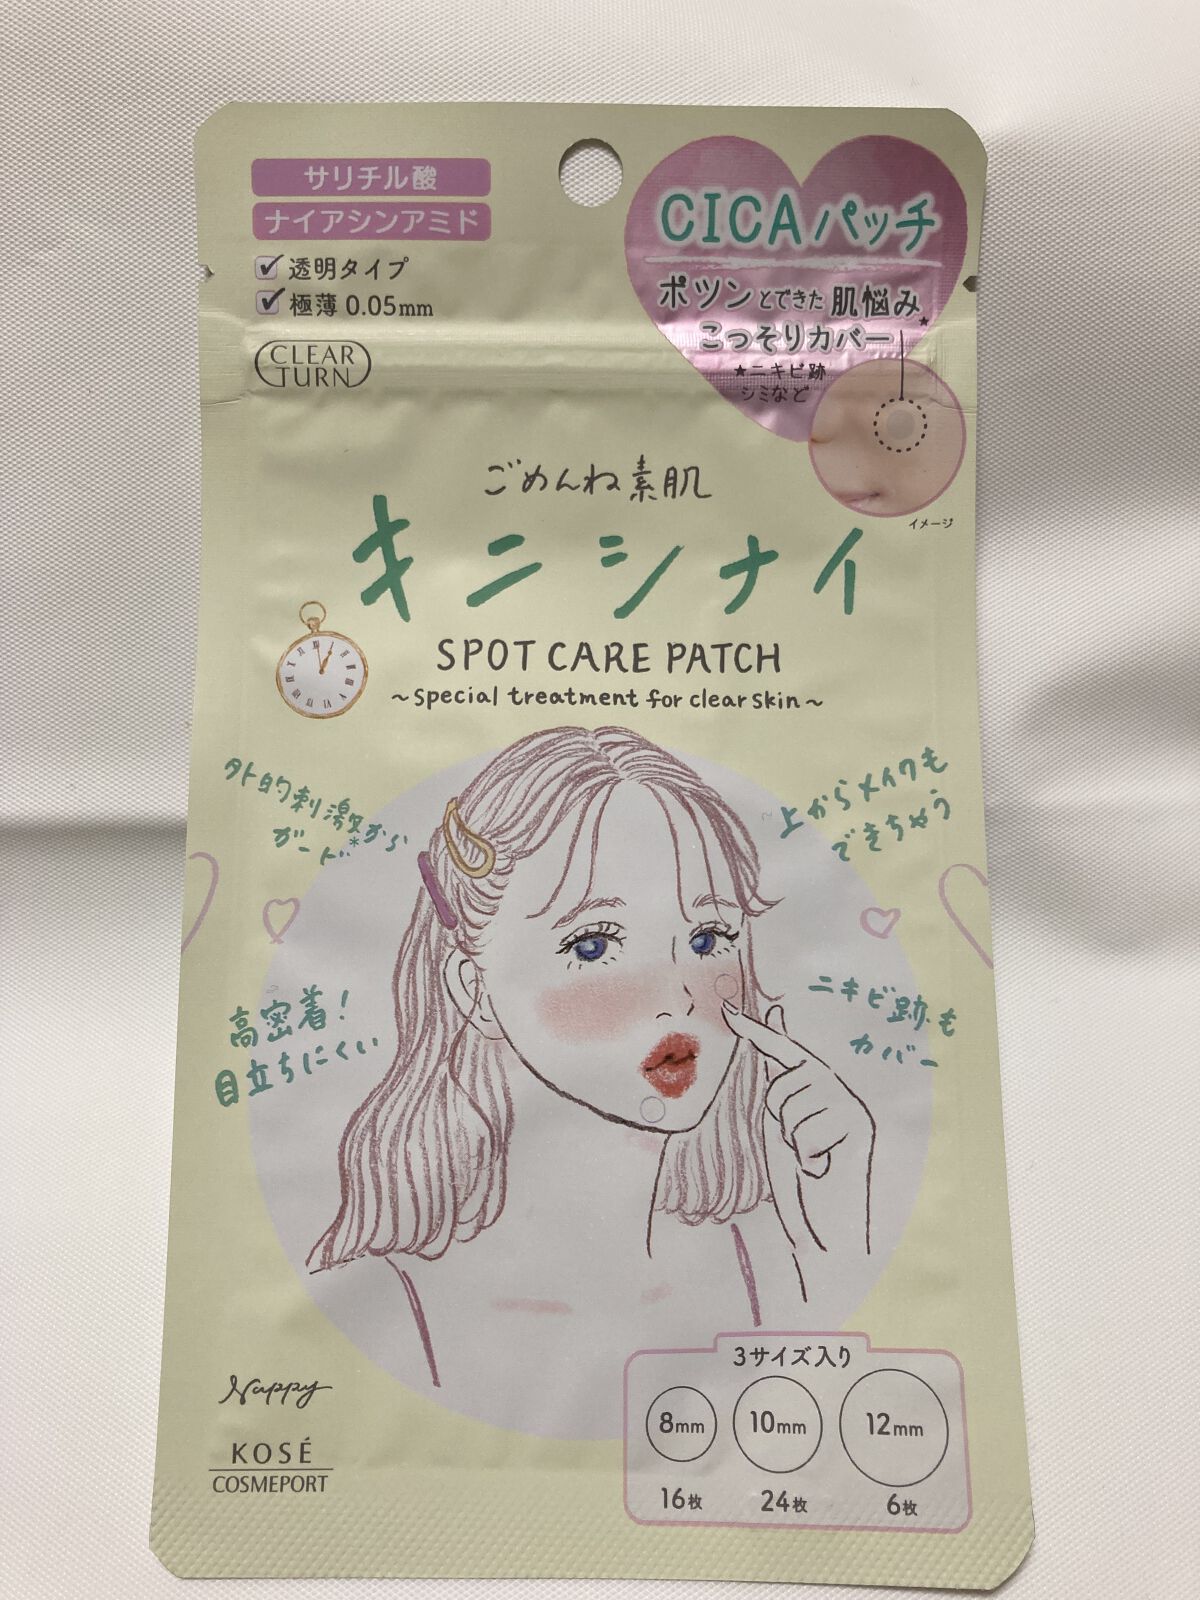 サリチル酸
ナイアシンアミド
透明タイプ
極薄 0.05mm
CLEAR
TURN
CICAパッチ
ポツンとできた肌悩み★
こっそりカバー
★ニキビ跡
シミなど
イメージ
ごめんね素肌
キニシナイ
SPOT CARE PATCH
~special treatment for clear skin~
外的刺激から
ガード*
上からメイクも
できちゃう
高密着!
目立ちにくい
ニキビ跡も
カバー
3サイズ入り
8mm 10mm 12mm
16枚 24枚 6枚
Nappy
KOSÉ
COSMEPORT